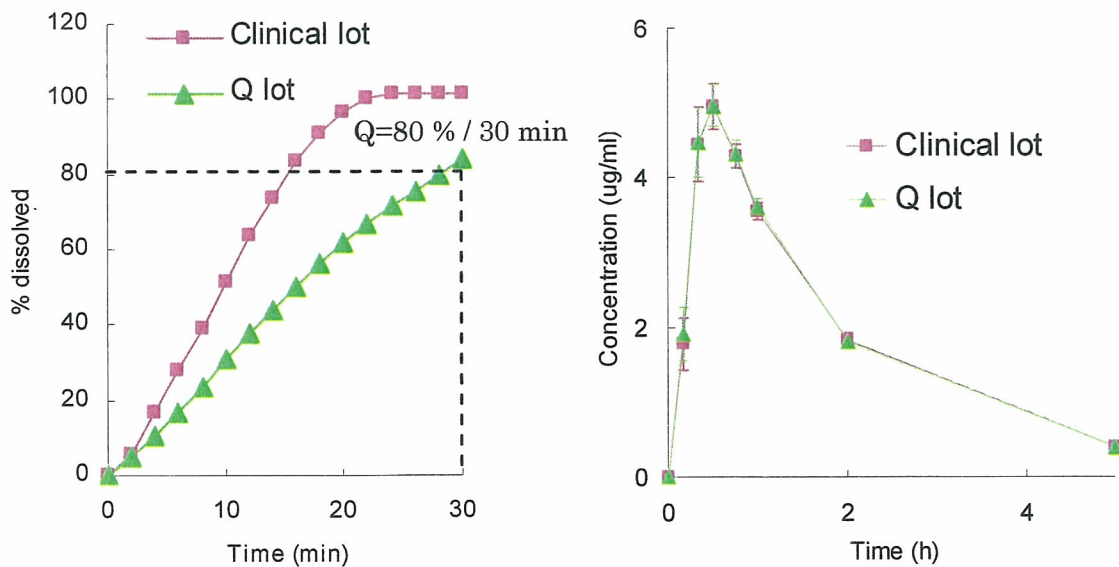 120
100
80
60
40
20
0
% dissolved
Clinical lot
Q lot
Q=80 % / 30 min
0 10 20 30
Time (min)
6
4
2
0
Concentration (ug/ml)
Clinical lot
Q lot
0 2 4
Time (h)